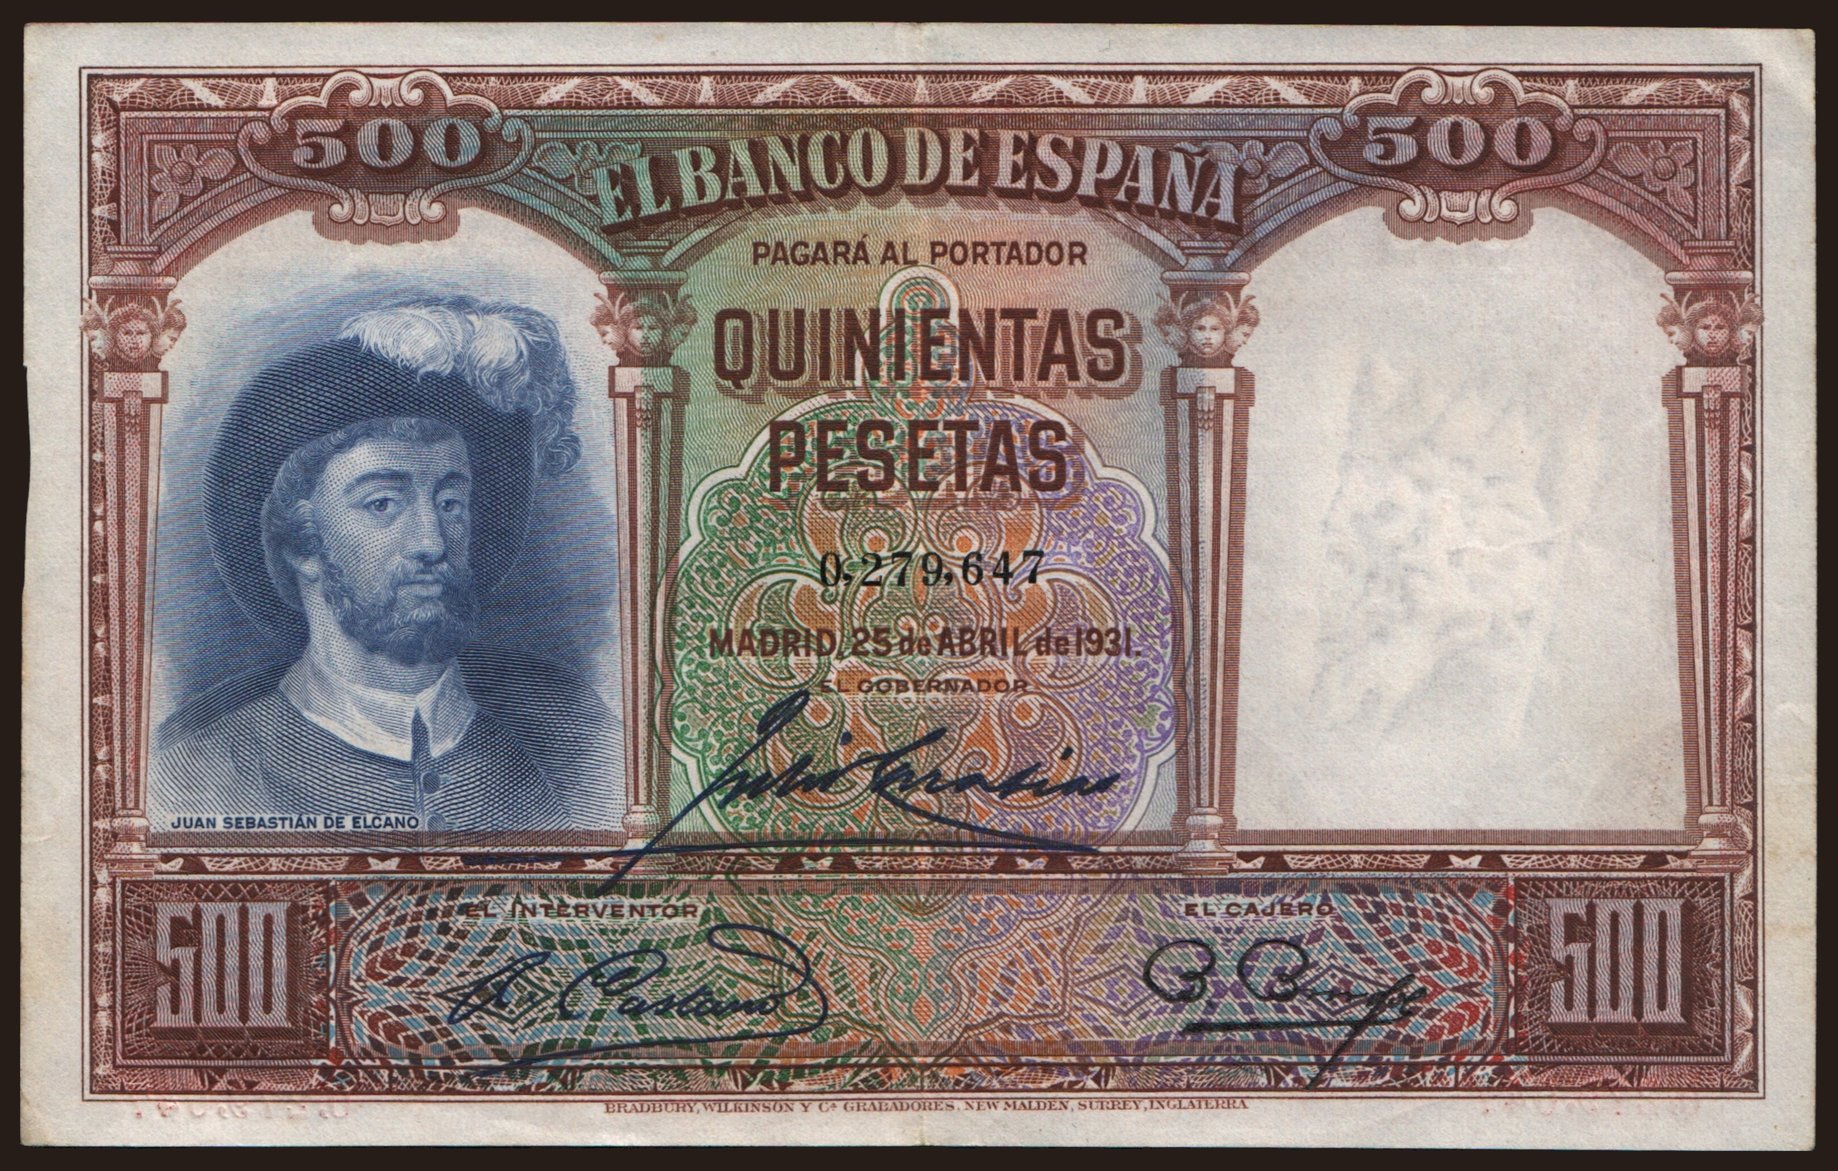 500 500
EL BANCO DE ESPAÑA
PAGARÁ AL PORTADOR
QUINIENTAS
PESETAS
0,279,647
MADRID, 25 de ABRIL de 1931.
EL GOBERNADOR
JUAN SEBASTIÁN DE ELCANO
EL INTERVENTOR EL CAJERO
500 500
BRADBURY, WILKINSON Y Cª GRABADORES. NEW MALDEN, SURREY, INGLATERRA